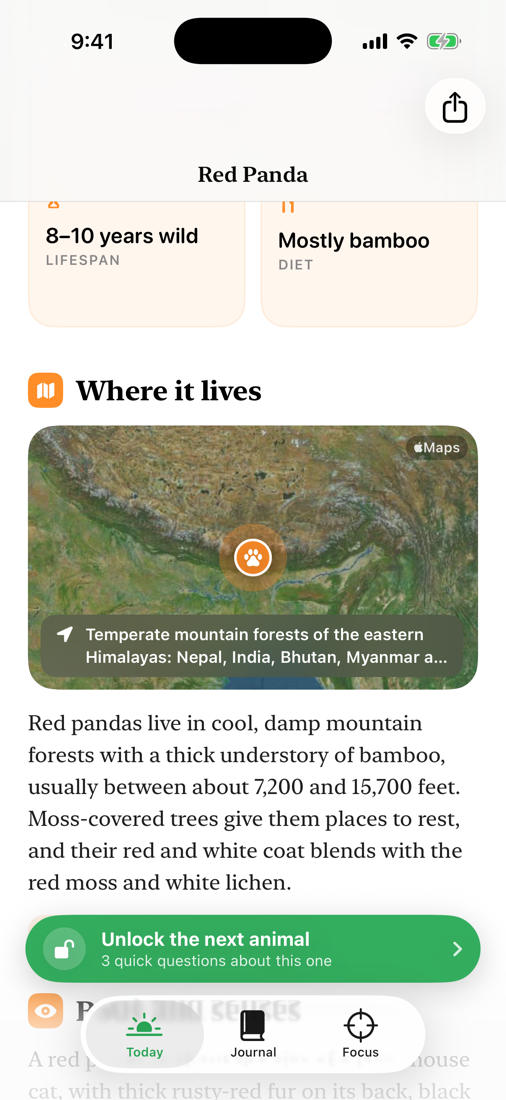 9:41
Red Panda
8–10 years wild
LIFESPAN
Mostly bamboo
DIET
Where it lives
Maps
Temperate mountain forests of the eastern
Himalayas: Nepal, India, Bhutan, Myanmar a...
Red pandas live in cool, damp mountain
forests with a thick understory of bamboo,
usually between about 7,200 and 15,700 feet.
Moss-covered trees give them places to rest,
and their red and white coat blends with the
red moss and white lichen.
Unlock the next animal
3 quick questions about this one
Today
Journal
Focus
A red
cat, with thick rusty-red fur on its back, black